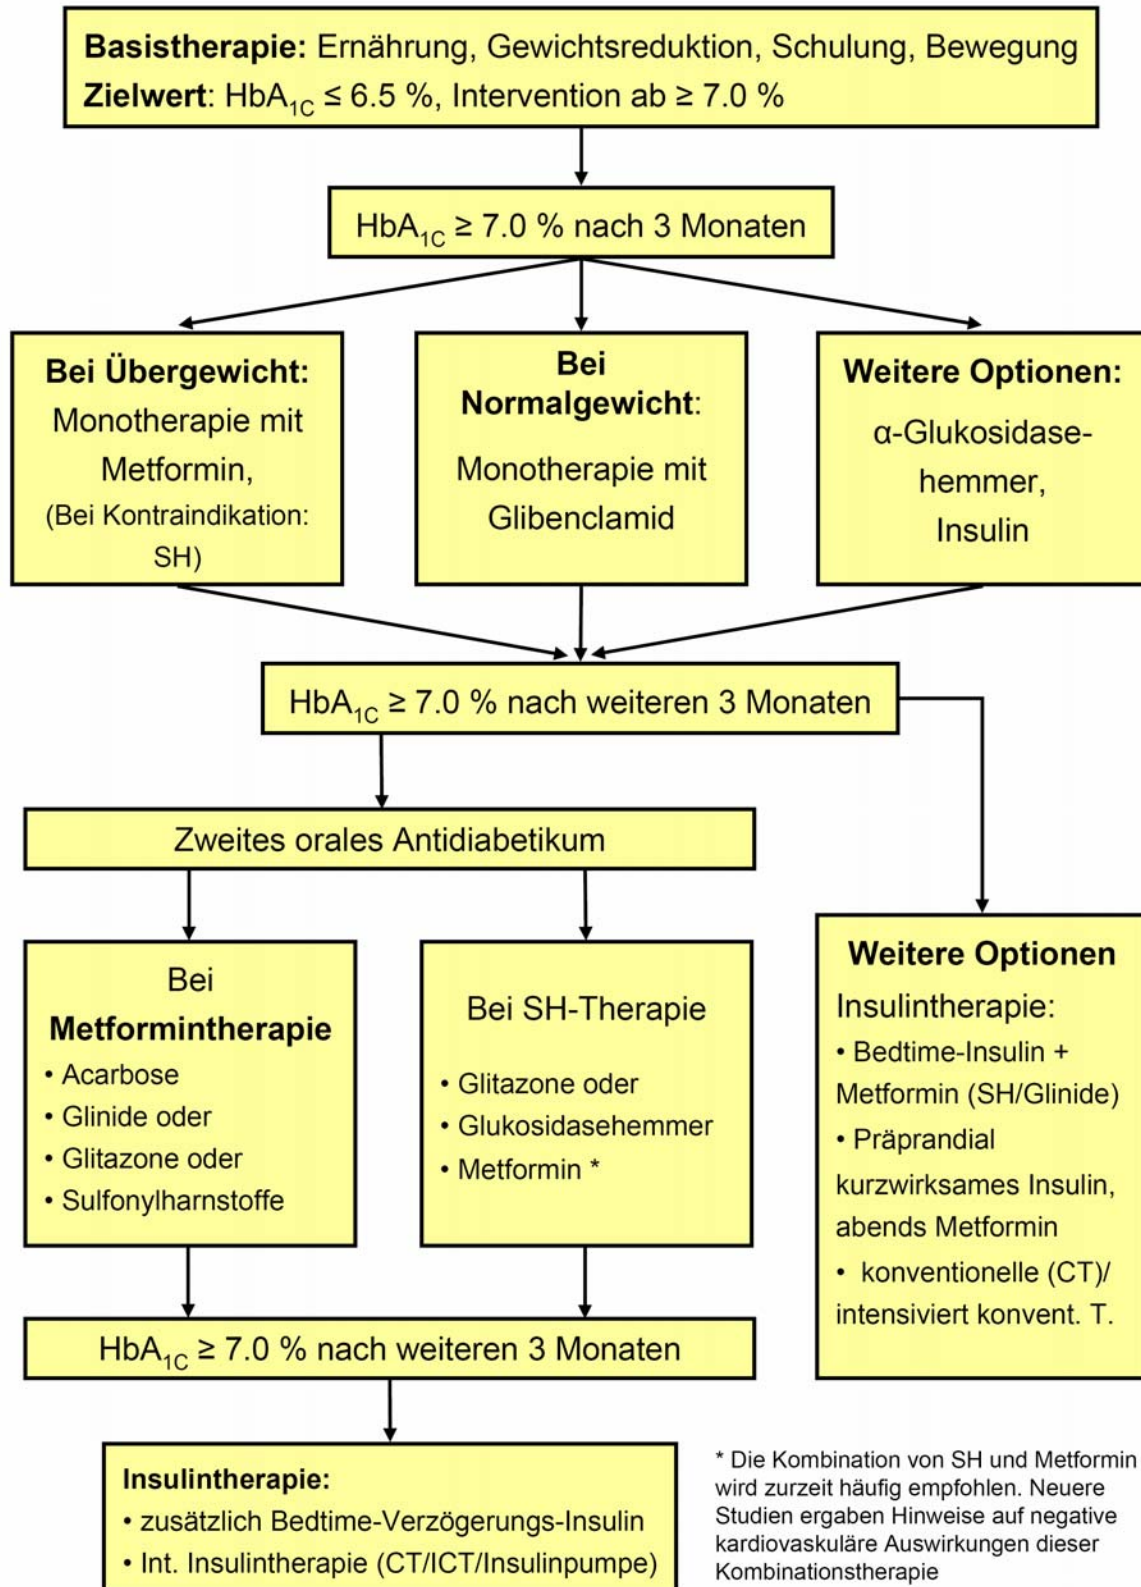 Basistherapie: Ernährung, Gewichtsreduktion, Schulung, Bewegung
Zielwert: HbA1C ≤ 6.5 %, Intervention ab ≥ 7.0 %
HbA1C ≥ 7.0 % nach 3 Monaten
Bei Übergewicht:
Monotherapie mit
Metformin,
(Bei Kontraindikation:
SH)
Bei
Normalgewicht:
Monotherapie mit
Glibenclamid
Weitere Optionen:
α-Glukosidase-
hemmer,
Insulin
HbA1C ≥ 7.0 % nach weiteren 3 Monaten
Zweites orales Antidiabetikum
Bei
Metformintherapie
• Acarbose
• Glinide oder
• Glitazone oder
• Sulfonylharnstoffe
Bei SH-Therapie
• Glitazone oder
• Glukosidasehemmer
• Metformin *
Weitere Optionen
Insulintherapie:
• Bedtime-Insulin +
Metformin (SH/Glinide)
• Präprandial
kurzwirksames Insulin,
abends Metformin
• konventionelle (CT)/
intensiviert konvent. T.
HbA1C ≥ 7.0 % nach weiteren 3 Monaten
Insulintherapie:
• zusätzlich Bedtime-Verzögerungs-Insulin
• Int. Insulintherapie (CT/ICT/Insulinpumpe)
* Die Kombination von SH und Metformin
wird zurzeit häufig empfohlen. Neuere
Studien ergaben Hinweise auf negative
kardiovaskuläre Auswirkungen dieser
Kombinationstherapie